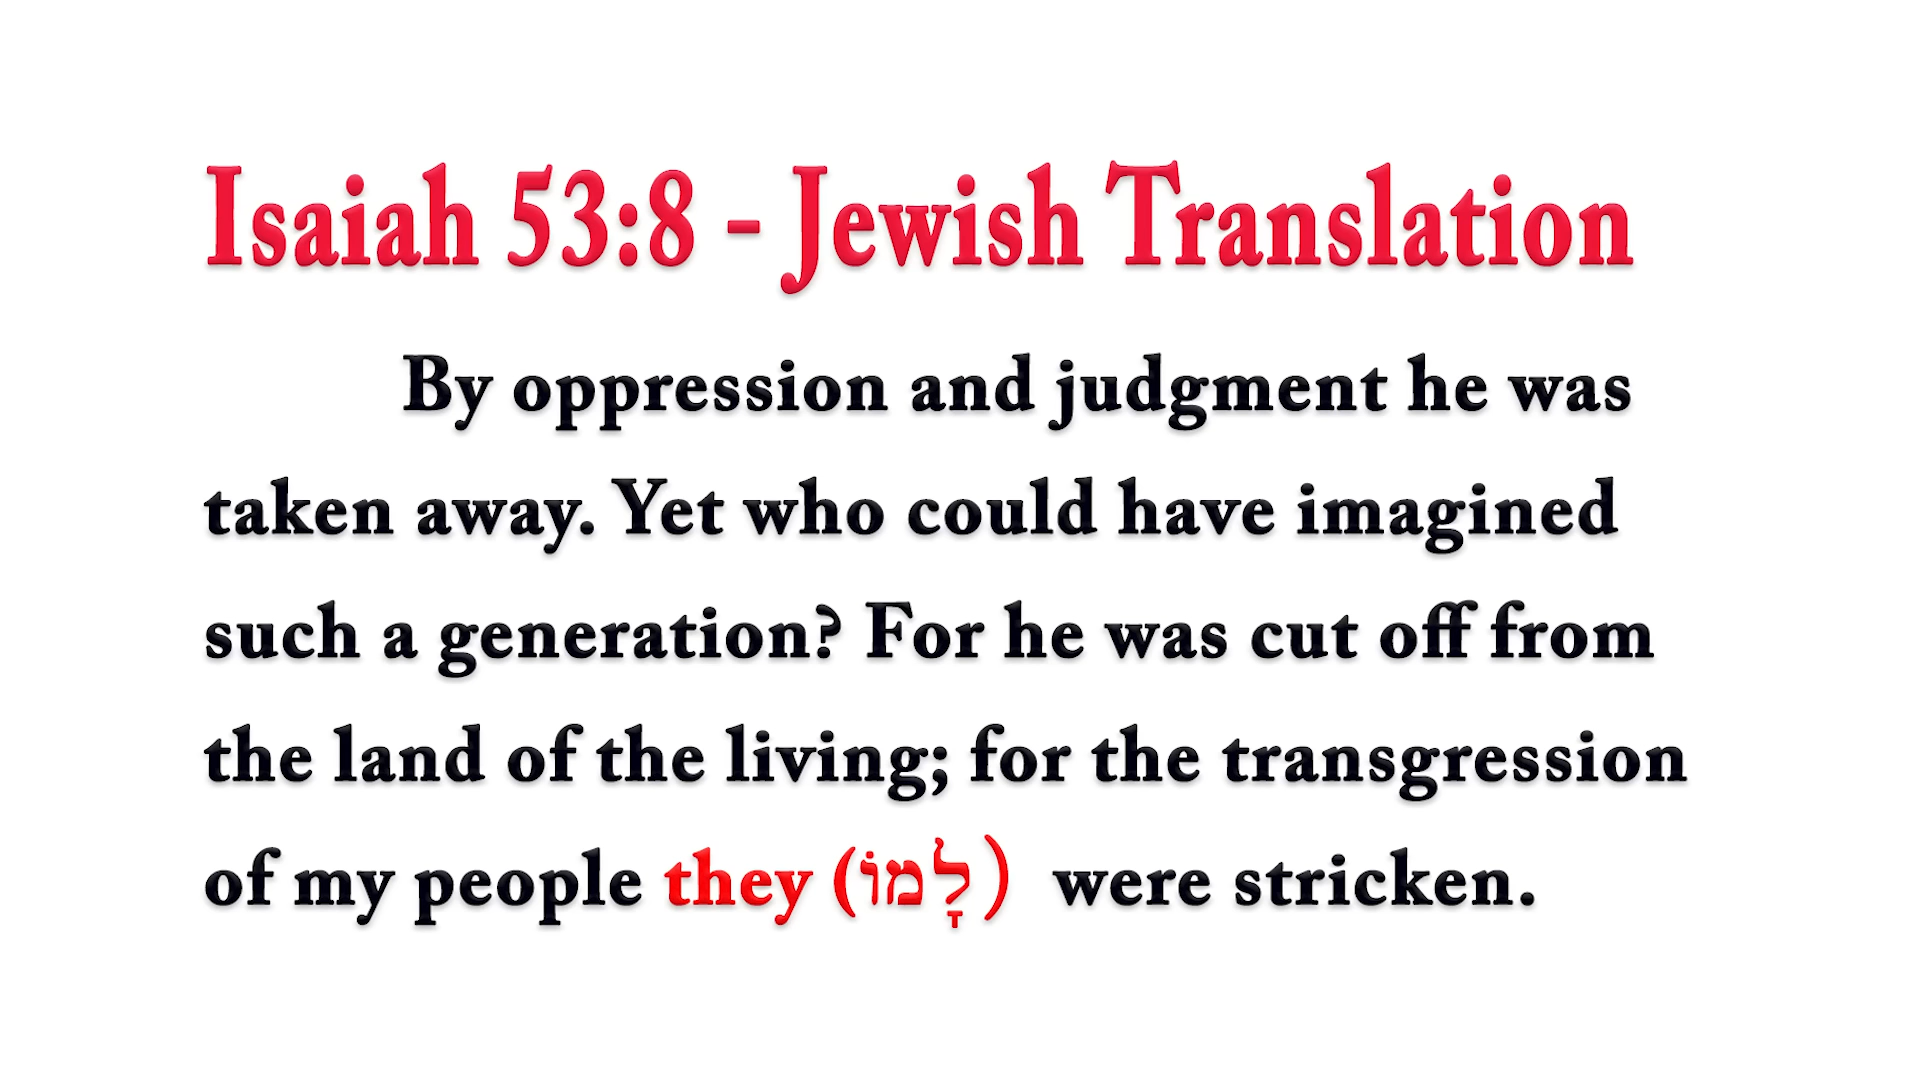 Isaiah 53:8 - Jewish Translation
By oppression and judgment he was
taken away. Yet who could have imagined
such a generation? For he was cut off from
the land of the living; for the transgression
of my people they (לָמוֹ) were stricken.